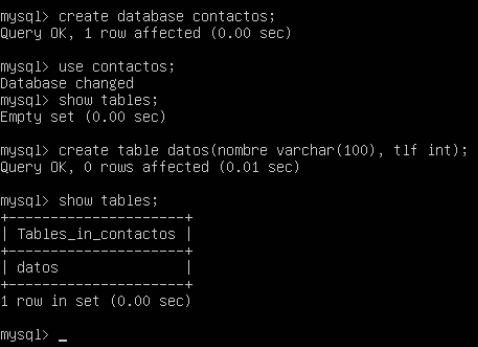 mysql> create database contactos;
Query OK, 1 row affected (0.00 sec)
mysql> use contactos;
Database changed
mysql> show tables;
Empty set (0.00 sec)
mysql> create table datos(nombre varchar(100), tlf int);
Query OK, 0 rows affected (0.01 sec)
mysql> show tables;
+---------------------+
| Tables_in_contactos |
+---------------------+
| datos               |
+---------------------+
1 row in set (0.00 sec)
mysql> _